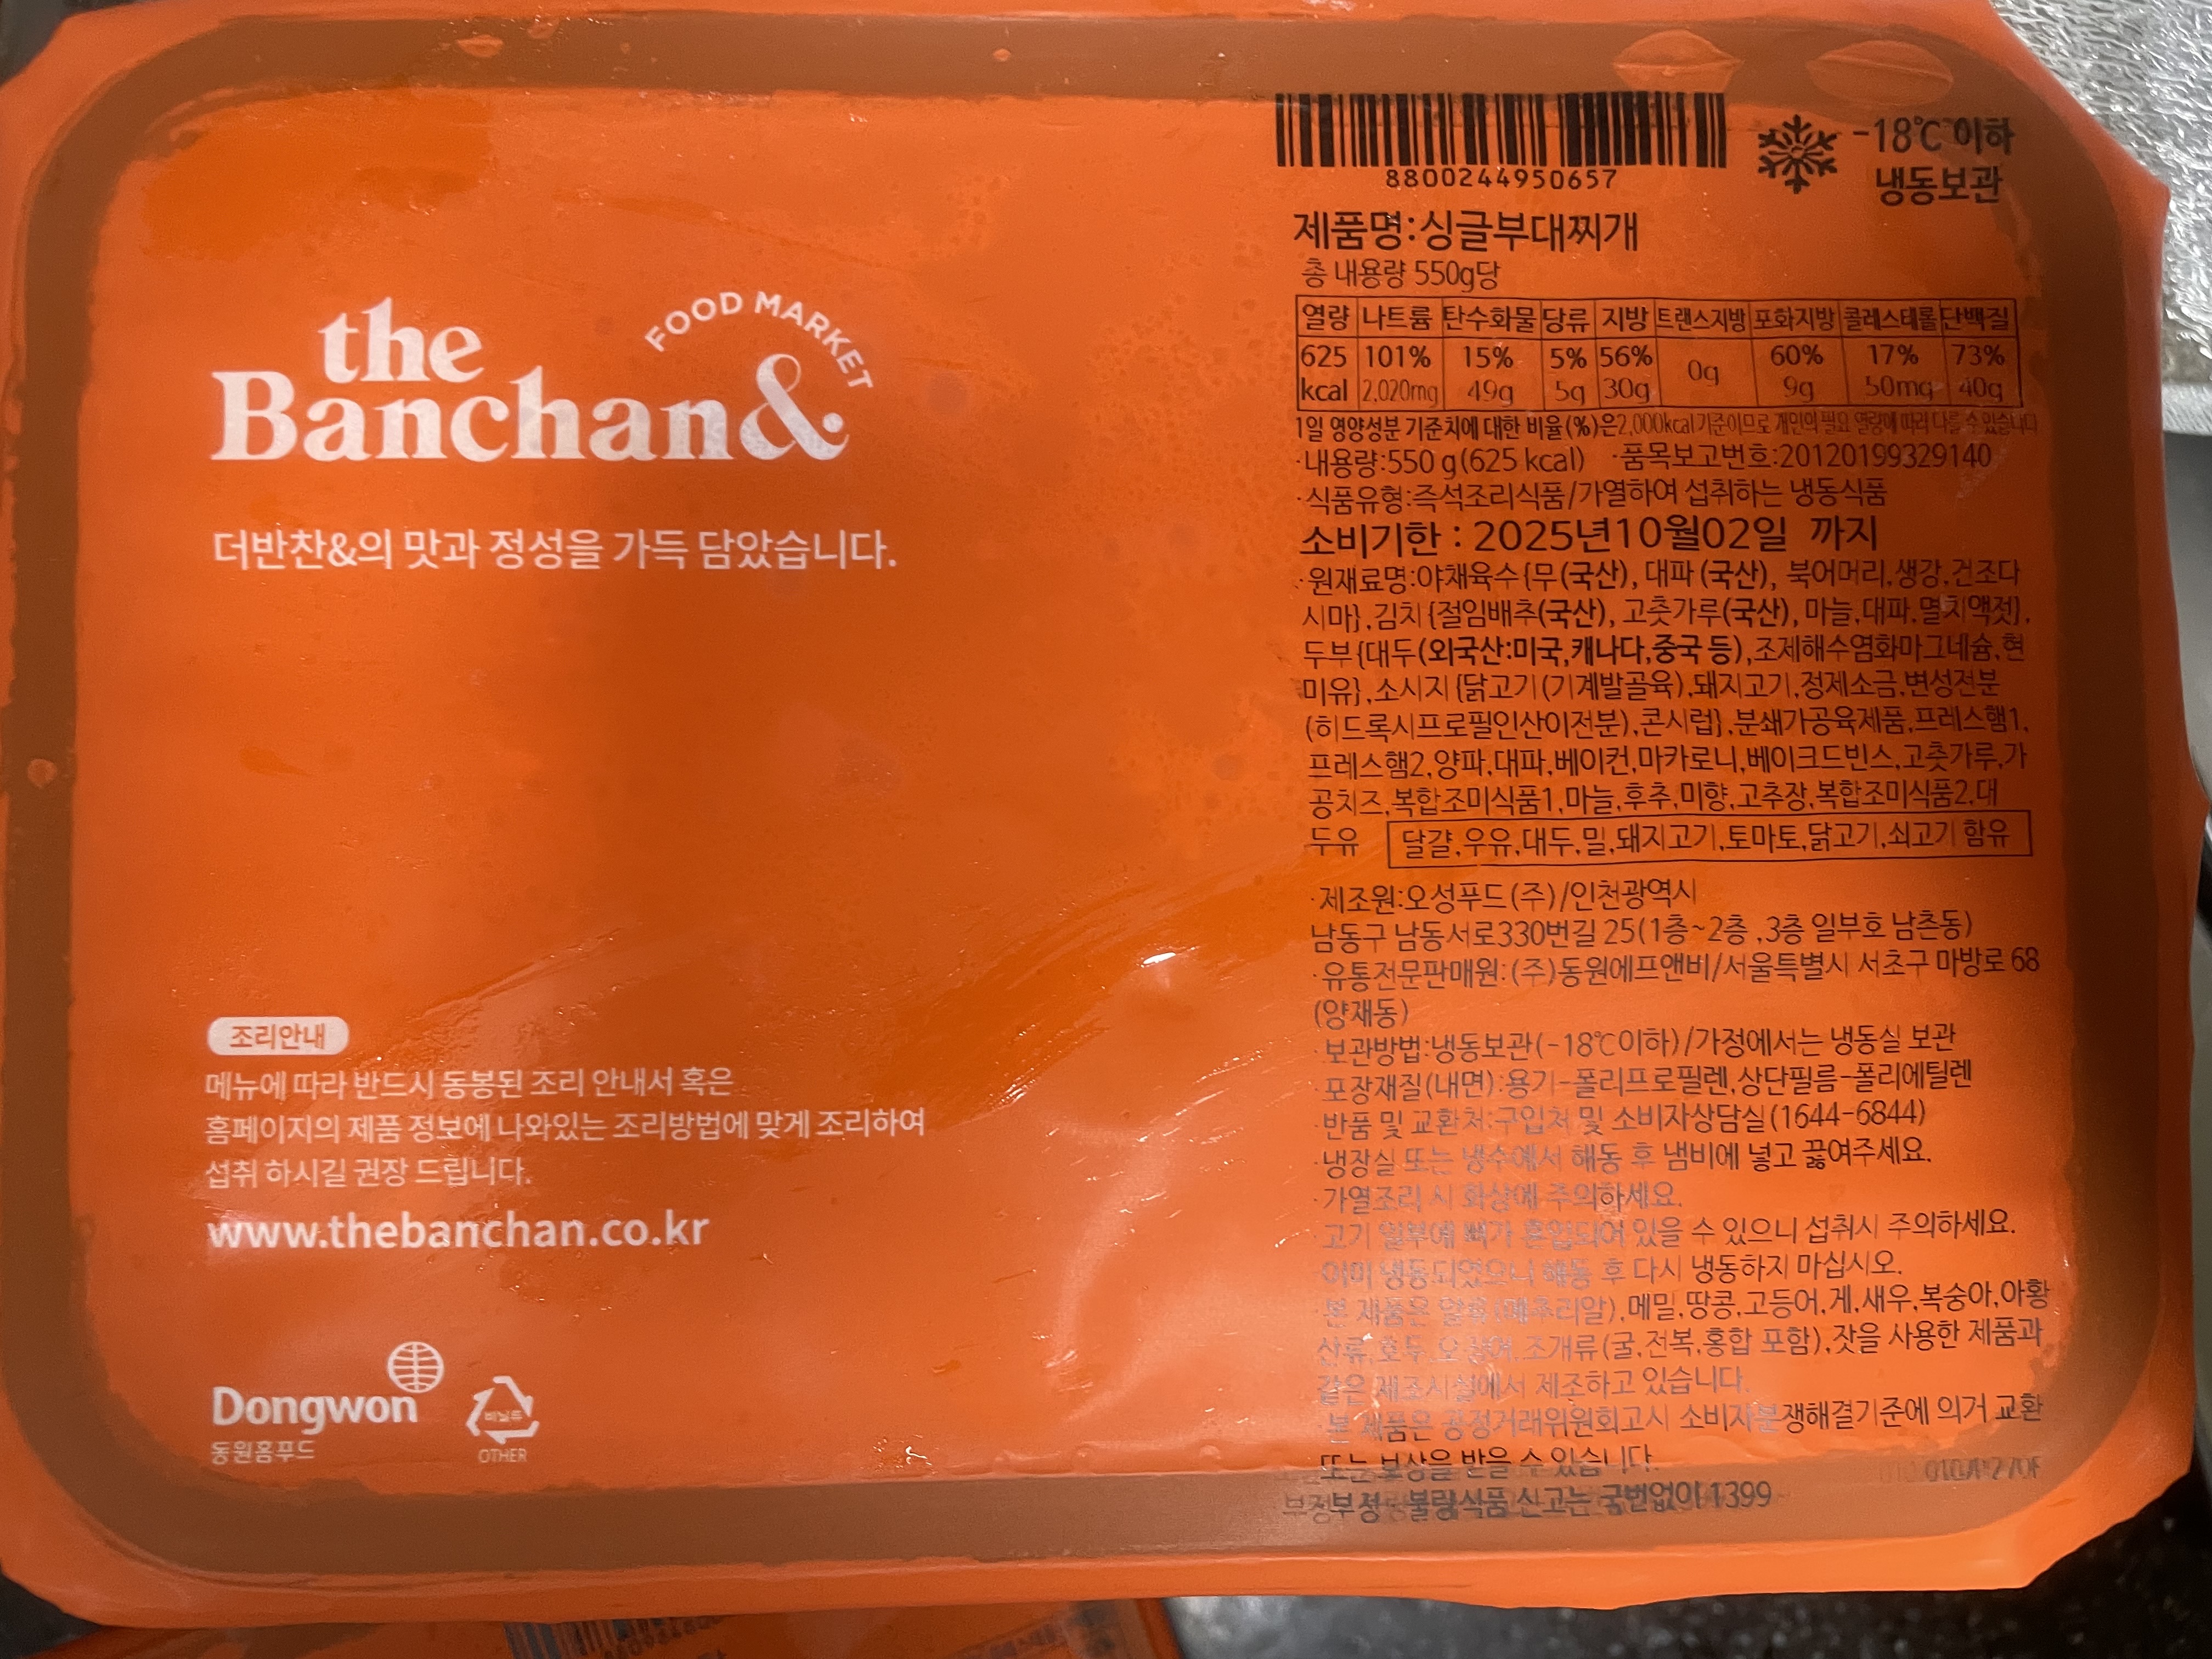 the
Banchan&
FOOD MARKET
더반찬&의 맛과 정성을 가득 담았습니다.
조리안내
메뉴에 따라 반드시 동봉된 조리 안내서 혹은
홈페이지의 제품 정보에 나와있는 조리방법에 맞게 조리하여
섭취 하시길 권장 드립니다.
www.thebanchan.co.kr
Dongwon
동원홈푸드
비닐류
OTHER
8800244950657
-18℃ 이하
냉동보관
제품명:싱글부대찌개
총 내용량 550g당
열량 나트륨 탄수화물 당류 지방 트랜스지방 포화지방 콜레스테롤 단백질
625 101% 15% 5% 56% 0g 60% 17% 73%
kcal 2,020mg 49g 5g 30g 9g 50mg 40g
1일 영양성분 기준치에 대한 비율(%)은2,000kcal기준이므로 개인의 필요 열량에 따라 다를 수 있습니다
·내용량:550 g(625 kcal) ·품목보고번호:20120199329140
·식품유형:즉석조리식품/가열하여 섭취하는 냉동식품
소비기한 : 2025년10월02일 까지
·원재료명:야채육수{무(국산), 대파(국산), 북어머리,생강,건조다
시마},김치{절임배추(국산), 고춧가루(국산), 마늘,대파,멸치액젓},
두부{대두(외국산:미국,캐나다,중국 등),조제해수염화마그네슘,현
미유},소시지{닭고기(기계발골육),돼지고기,정제소금,변성전분
(히드록시프로필인산이전분),콘시럽},분쇄가공육제품,프레스햄1,
프레스햄2,양파,대파,베이컨,마카로니,베이크드빈스,고춧가루,가
공치즈,복합조미식품1,마늘,후추,미향,고추장,복합조미식품2,대
두유 달걀,우유,대두,밀,돼지고기,토마토,닭고기,쇠고기 함유
·제조원:오성푸드(주)/인천광역시
남동구 남동서로330번길 25(1층~2층 ,3층 일부호 남촌동)
·유통전문판매원:(주)동원에프앤비/서울특별시 서초구 마방로 68
(양재동)
·보관방법:냉동보관(-18℃이하)/가정에서는 냉동실 보관
·포장재질(내면):용기-폴리프로필렌,상단필름-폴리에틸렌
·반품 및 교환처:구입처 및 소비자상담실(1644-6844)
·냉장실 또는 냉수에서 해동 후 냄비에 넣고 끓여주세요.
·가열조리 시 화상에 주의하세요.
·고기 일부에 뼈가 혼입되어 있을 수 있으니 섭취시 주의하세요.
·이미 냉동되었으니 해동 후 다시 냉동하지 마십시오.
·본 제품은 알류(메추리알),메밀,땅콩,고등어,게,새우,복숭아,아황
산류,호두,오징어,조개류(굴,전복,홍합 포함),잣을 사용한 제품과
같은 제조시설에서 제조하고 있습니다.
·본 제품은 공정거래위원회고시 소비자분쟁해결기준에 의거 교환
또는 보상을 받을 수 있습니다.
부정부정·불량식품 신고는 국번없이1399